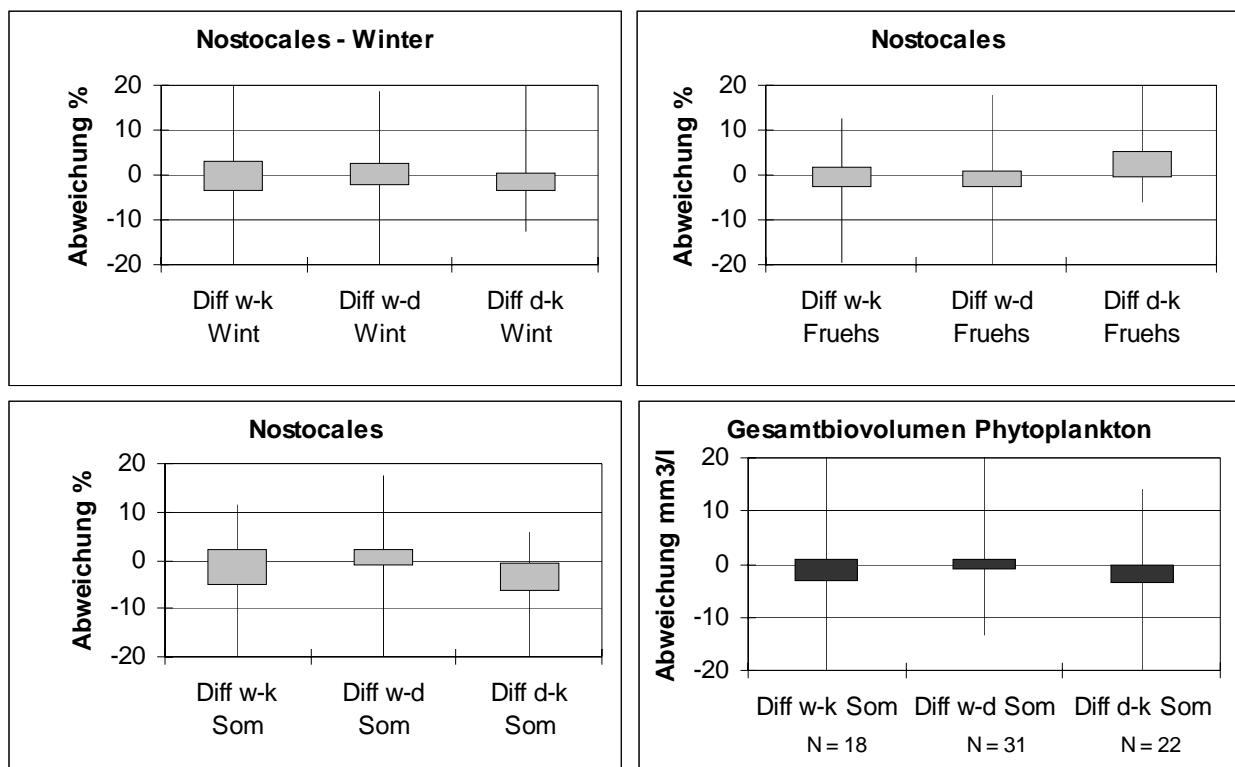 Nostocales - Winter
Abweichung %
20
10
0
-10
-20
Diff w-k Diff w-d Diff d-k
Wint Wint Wint
Nostocales
Abweichung %
20
10
0
-10
-20
Diff w-k Diff w-d Diff d-k
Fruehs Fruehs Fruehs
Nostocales
Abweichung %
20
10
0
-10
-20
Diff w-k Diff w-d Diff d-k
Som Som Som
Gesamtbiovolumen Phytoplankton
Abweichung mm3/l
20
10
0
-10
-20
Diff w-k Som Diff w-d Som Diff d-k Som
N = 18 N = 31 N = 22